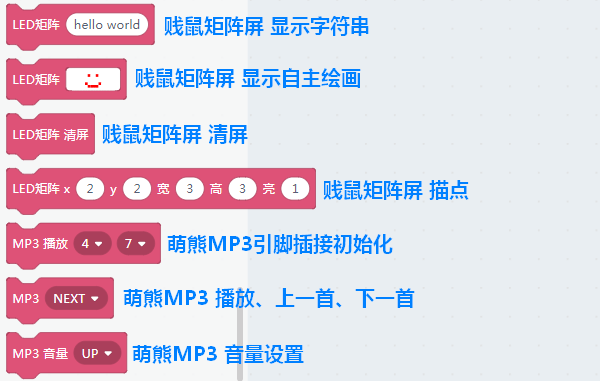 LED矩阵 hello world 贱鼠矩阵屏 显示字符串
LED矩阵 贱鼠矩阵屏 显示自主绘画
LED矩阵 清屏 贱鼠矩阵屏 清屏
LED矩阵 x 2 y 2 宽 3 高 3 亮 1 贱鼠矩阵屏 描点
MP3 播放 4 7 萌熊MP3引脚插接初始化
MP3 NEXT 萌熊MP3 播放、上一首、下一首
MP3 音量 UP 萌熊MP3 音量设置